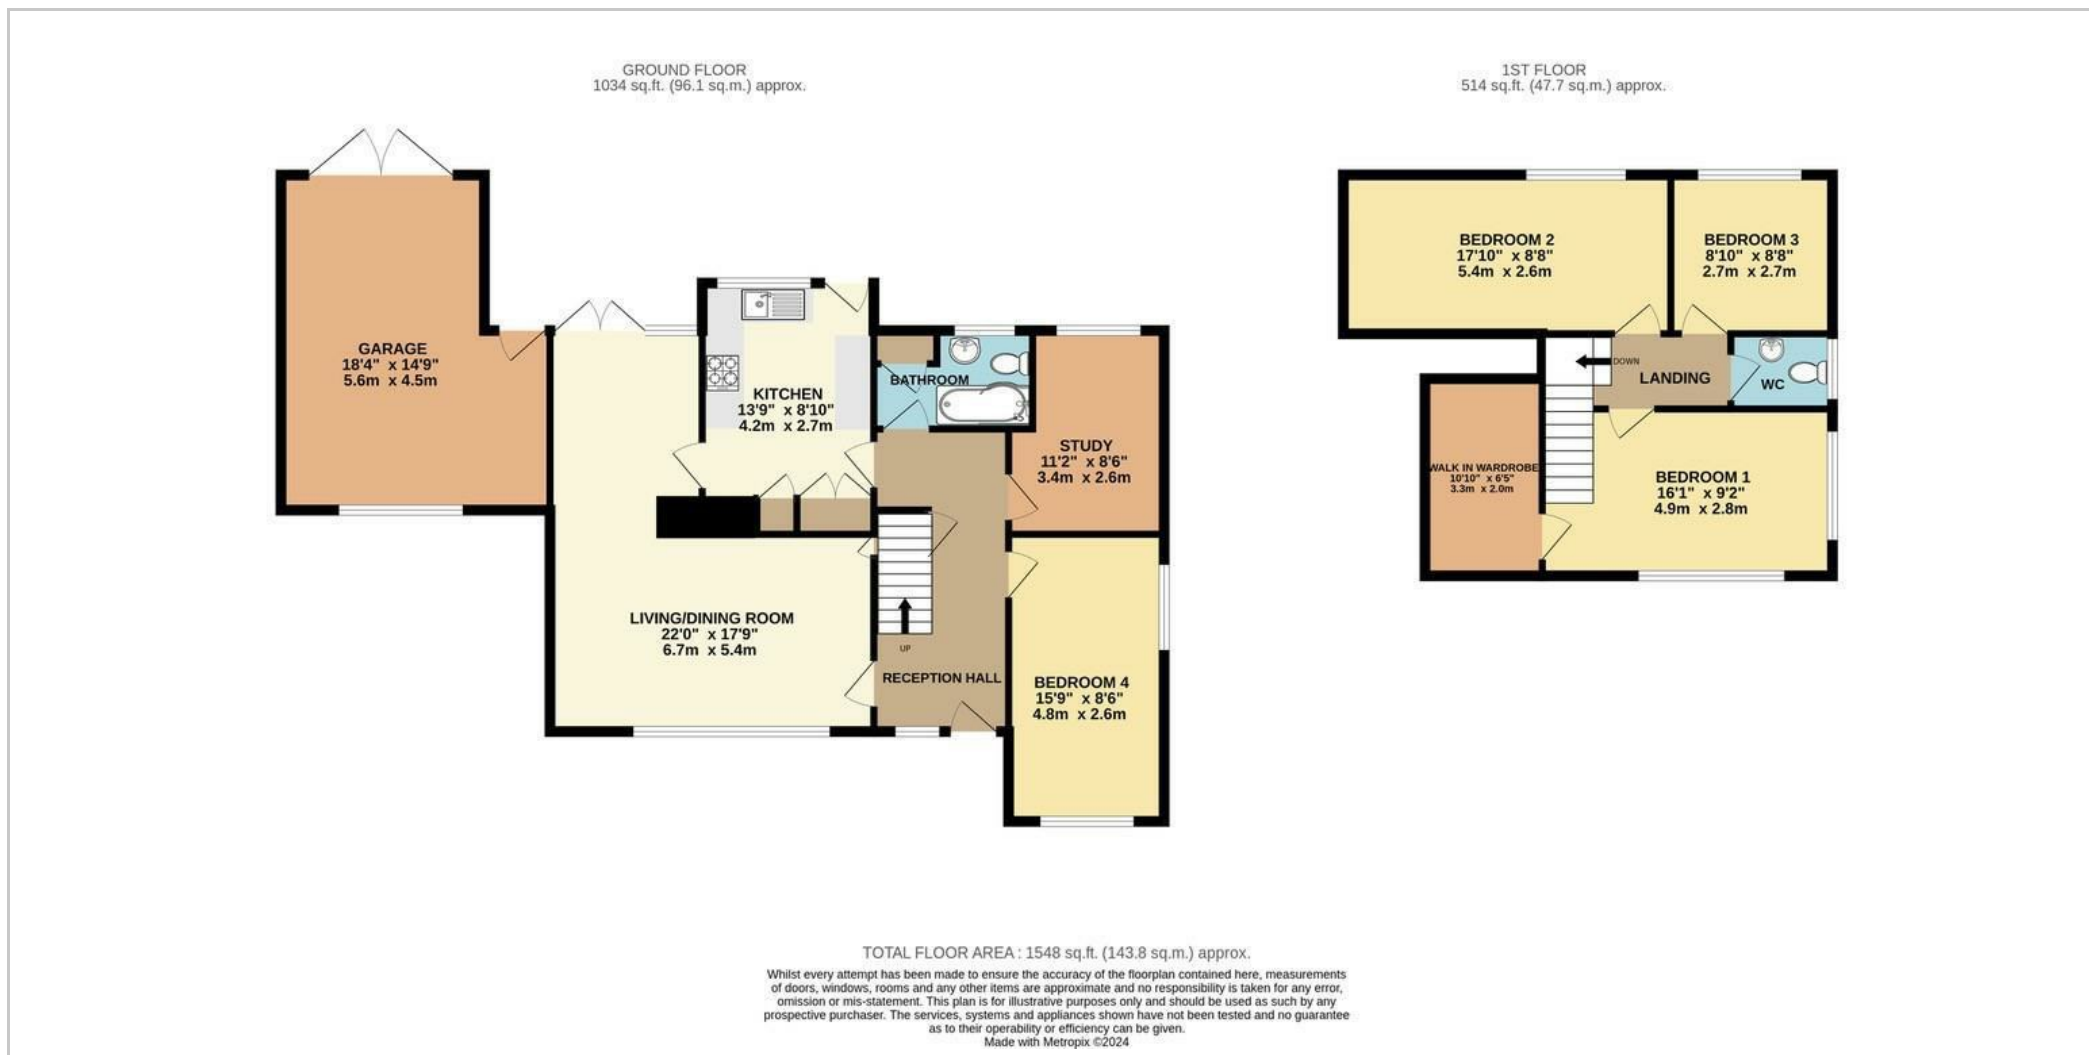 GROUND FLOOR
1034 sq.ft. (96.1 sq.m.) approx.
1ST FLOOR
514 sq.ft. (47.7 sq.m.) approx.
GARAGE
18'4" x 14'9"
5.6m x 4.5m
KITCHEN
13'9" x 8'10"
4.2m x 2.7m
BATHROOM
STUDY
11'2" x 8'6"
3.4m x 2.6m
LIVING/DINING ROOM
22'0" x 17'9"
6.7m x 5.4m
UP
RECEPTION HALL
BEDROOM 4
15'9" x 8'6"
4.8m x 2.6m
BEDROOM 2
17'10" x 8'8"
5.4m x 2.6m
BEDROOM 3
8'10" x 8'8"
2.7m x 2.7m
DOWN
LANDING
WC
WALK IN WARDROBE
10'10" x 6'5"
3.3m x 2.0m
BEDROOM 1
16'1" x 9'2"
4.9m x 2.8m
TOTAL FLOOR AREA : 1548 sq.ft. (143.8 sq.m.) approx.
Whilst every attempt has been made to ensure the accuracy of the floorplan contained here, measurements
of doors, windows, rooms and any other items are approximate and no responsibility is taken for any error,
omission or mis-statement. This plan is for illustrative purposes only and should be used as such by any
prospective purchaser. The services, systems and appliances shown have not been tested and no guarantee
as to their operability or efficiency can be given.
Made with Metropix ©2024